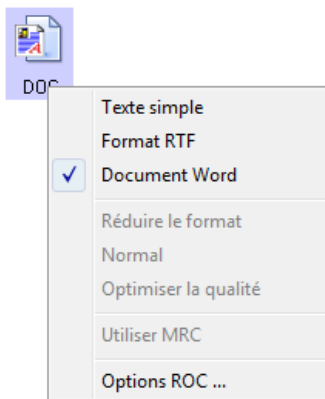 DOC
Texte simple
Format RTF
Document Word
Réduire le format
Normal
Optimiser la qualité
Utiliser MRC
Options ROC ...